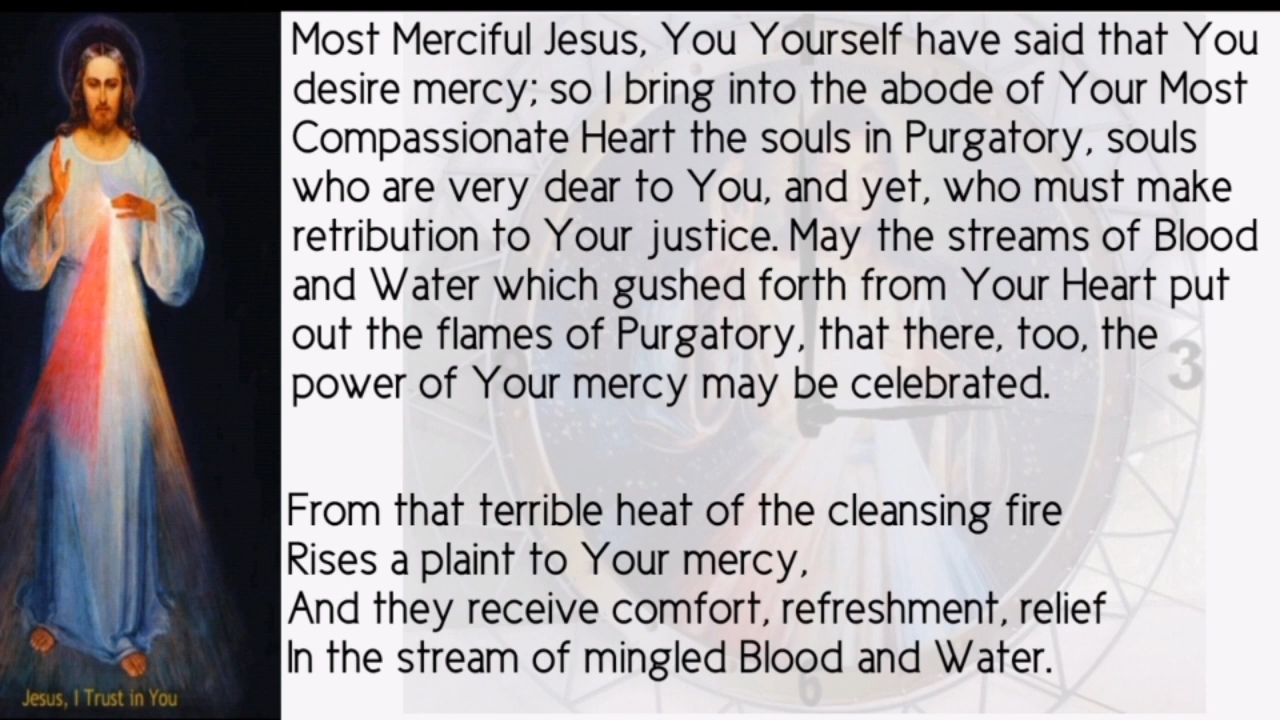 Most Merciful Jesus, You Yourself have said that You
desire mercy; so I bring into the abode of Your Most
Compassionate Heart the souls in Purgatory, souls
who are very dear to You, and yet, who must make
retribution to Your justice. May the streams of Blood
and Water which gushed forth from Your Heart put
out the flames of Purgatory, that there, too, the
power of Your mercy may be celebrated.
3
From that terrible heat of the cleansing fire
Rises a plaint to Your mercy,
And they receive comfort, refreshment, relief
In the stream of mingled Blood and Water.
6
Jesus, I Trust in You